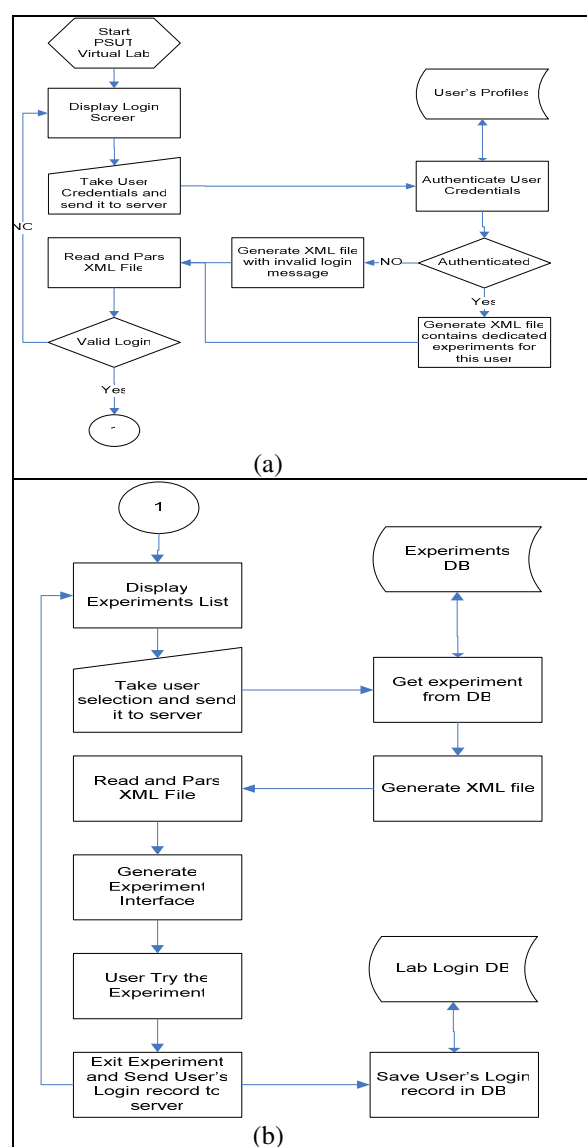 Start
PSUT
Virtual Lab
Display Login
Screer
User's Profiles
Take User
Credentials and
send it to server
Authenticate User
Credentials
NO
Read and Pars
XML File
Generate XML file
with invalid login
message
NO
Authenticated
Yes
Valid Login
Generate XML file
contains dedicated
experiments for
this user
Yes
(a)
1
Display
Experiments List
Experiments
DB
Take user
selection and send
it to server
Get experiment
from DB
Read and Pars
XML File
Generate XML file
Generate
Experiment
Interface
User Try the
Experiment
Lab Login DB
Exit Experiment
and Send User's
Login record to
server
Save User's Login
record in DB
(b)